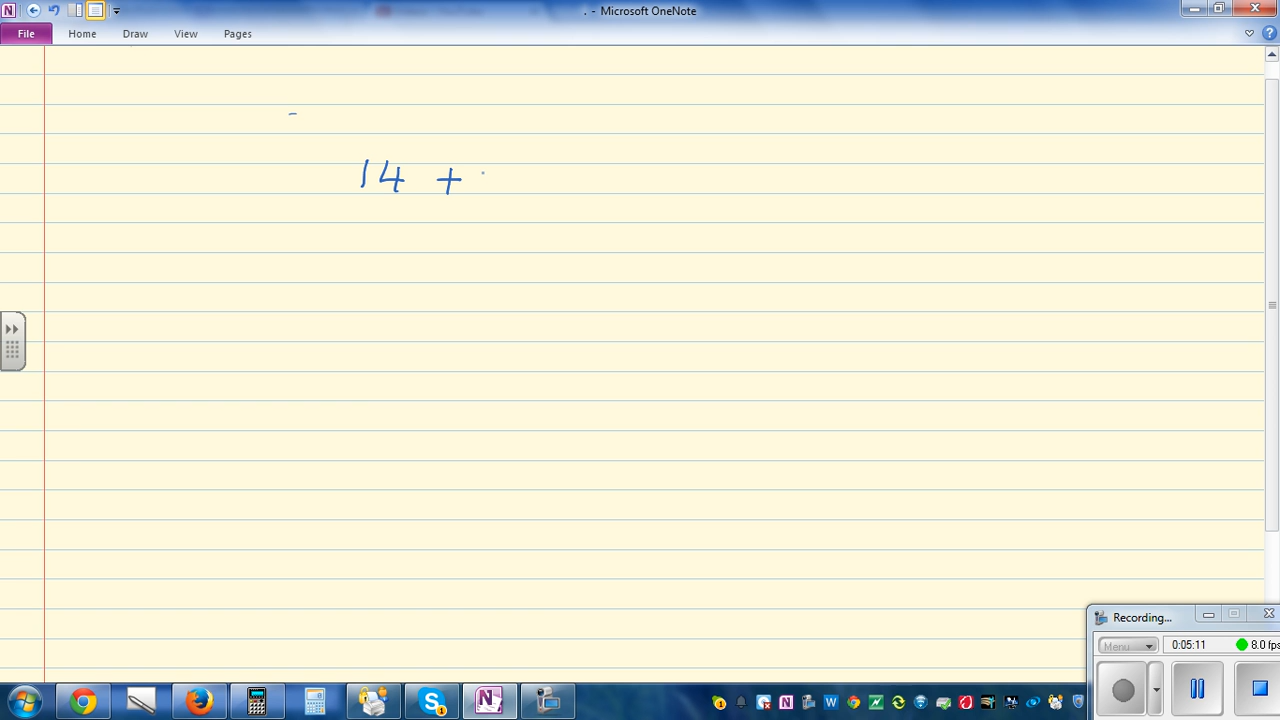 . - Microsoft OneNote
File Home Draw View Pages
14 +
Recording...
Menu 0:05:11 8.0 fps